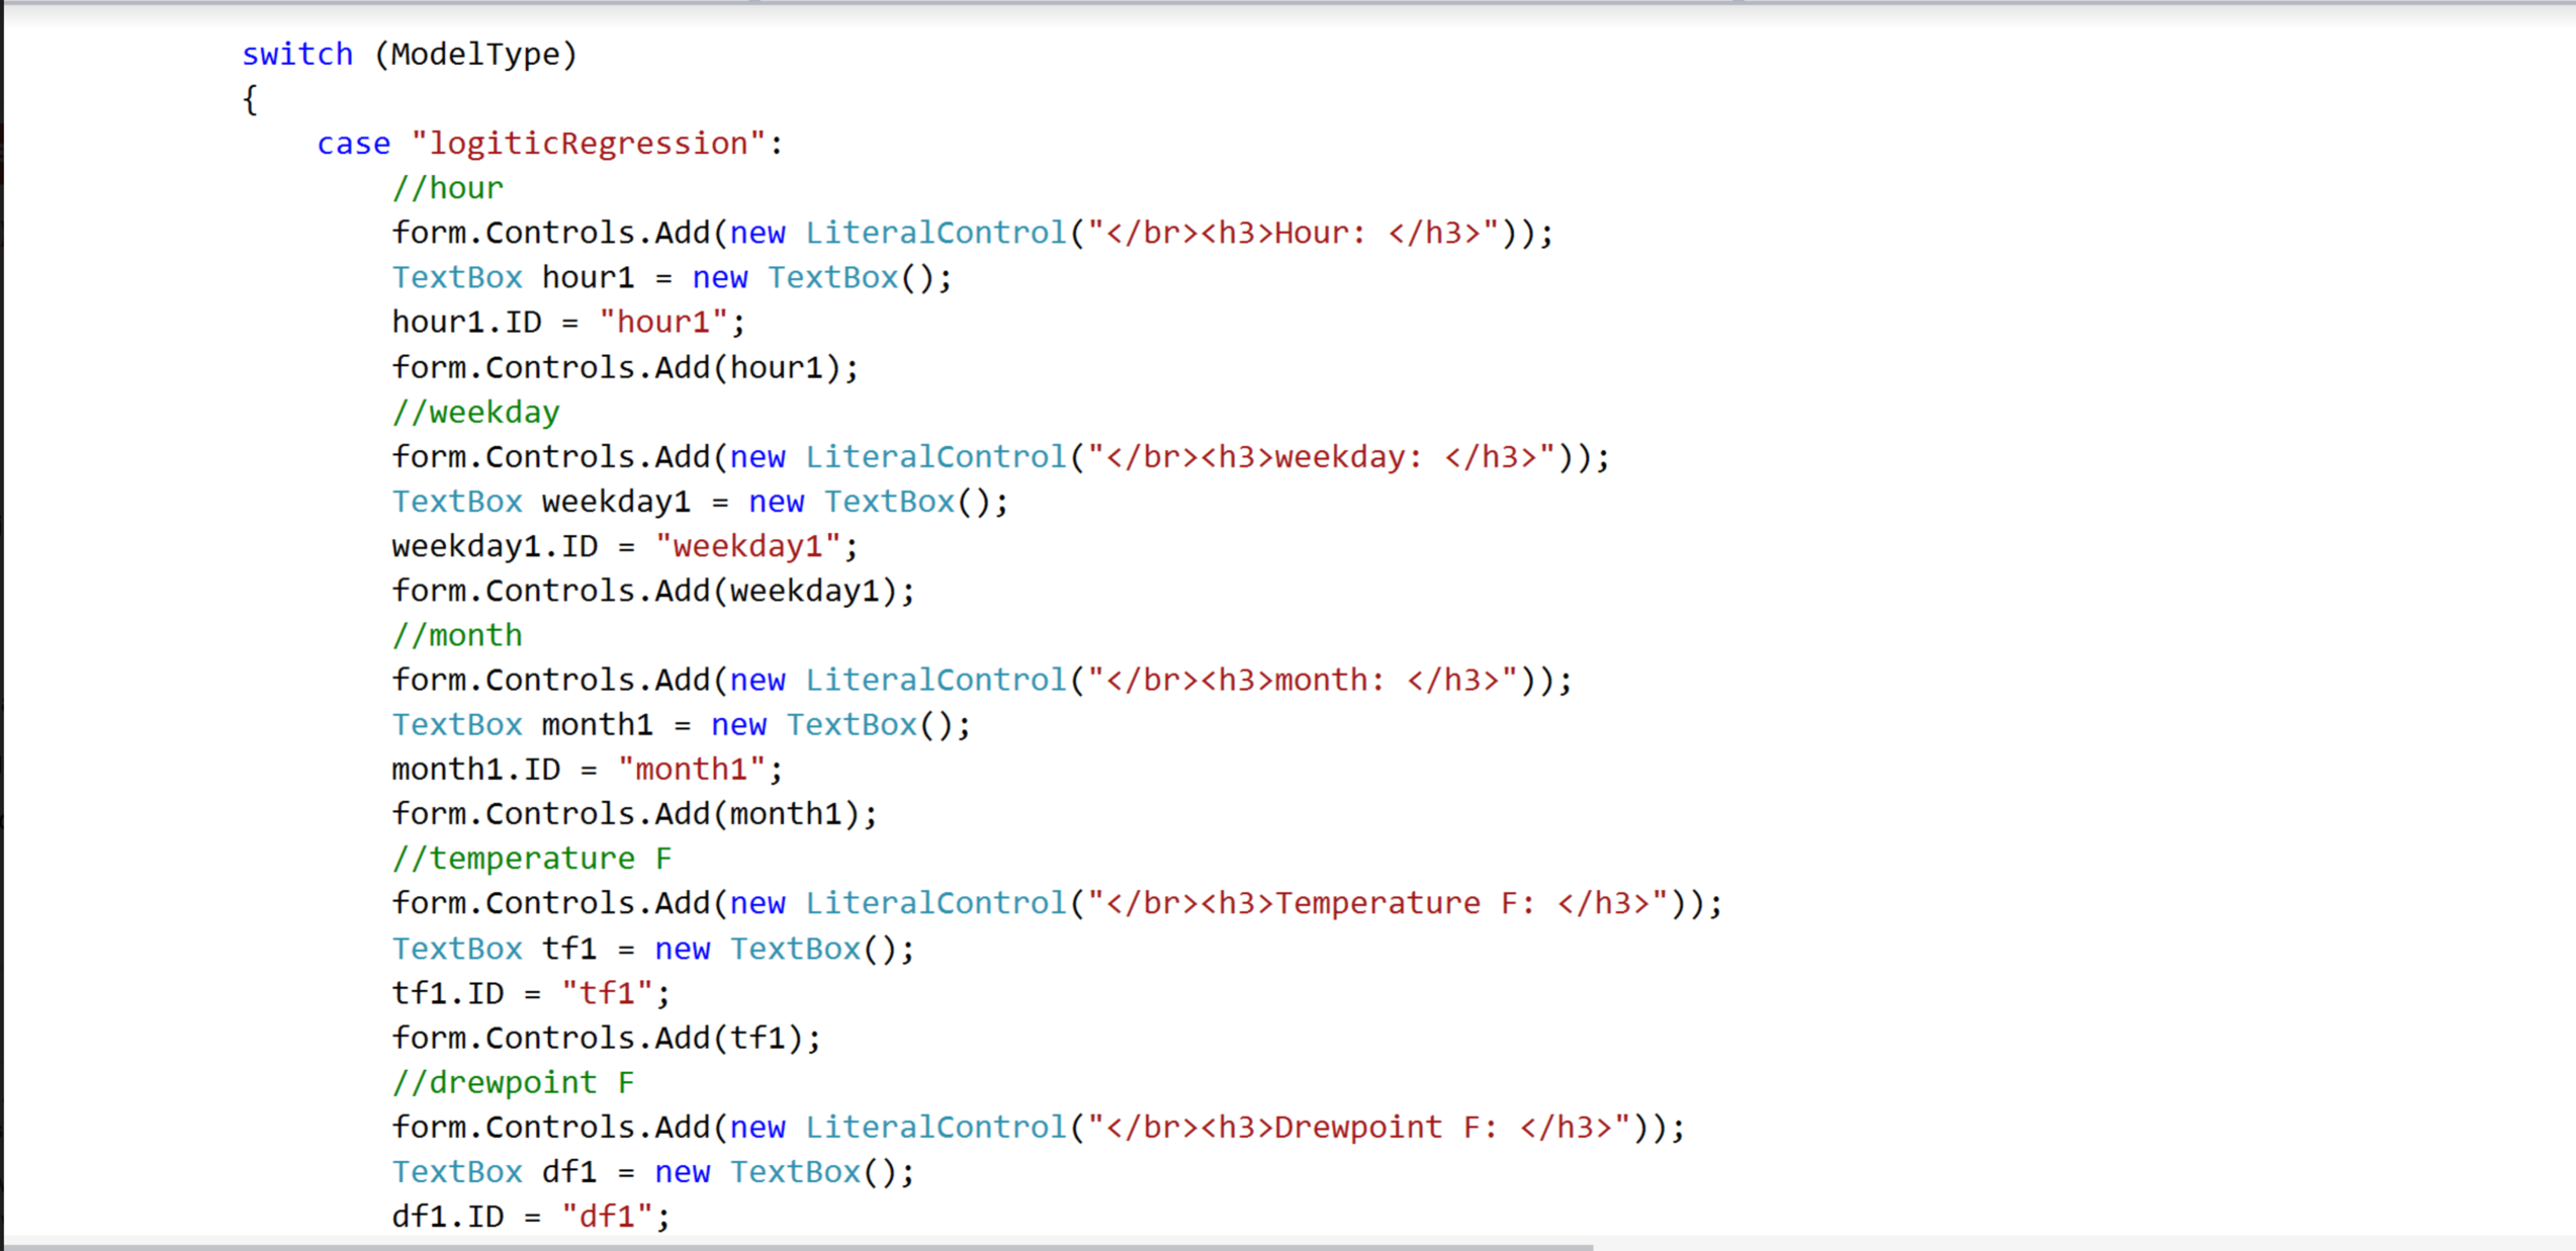 switch (ModelType)
{
case "logiticRegression":
//hour
form.Controls.Add(new LiteralControl("</br><h3>Hour: </h3>"));
TextBox hour1 = new TextBox();
hour1.ID = "hour1";
form.Controls.Add(hour1);
//weekday
form.Controls.Add(new LiteralControl("</br><h3>weekday: </h3>"));
TextBox weekday1 = new TextBox();
weekday1.ID = "weekday1";
form.Controls.Add(weekday1);
//month
form.Controls.Add(new LiteralControl("</br><h3>month: </h3>"));
TextBox month1 = new TextBox();
month1.ID = "month1";
form.Controls.Add(month1);
//temperature F
form.Controls.Add(new LiteralControl("</br><h3>Temperature F: </h3>"));
TextBox tf1 = new TextBox();
tf1.ID = "tf1";
form.Controls.Add(tf1);
//drewpoint F
form.Controls.Add(new LiteralControl("</br><h3>Drewpoint F: </h3>"));
TextBox df1 = new TextBox();
df1.ID = "df1";